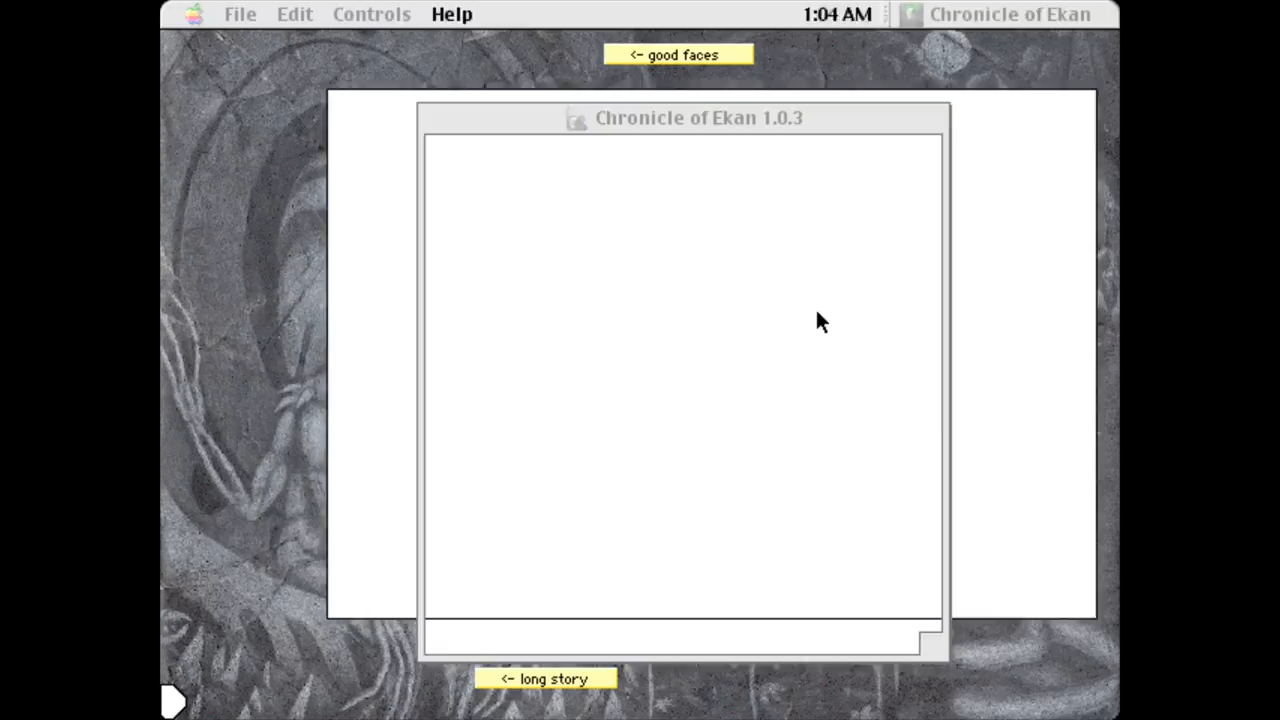 File Edit Controls Help 1:04 AM Chronicle of Ekan
<- good faces
Chronicle of Ekan 1.0.3
<- long story